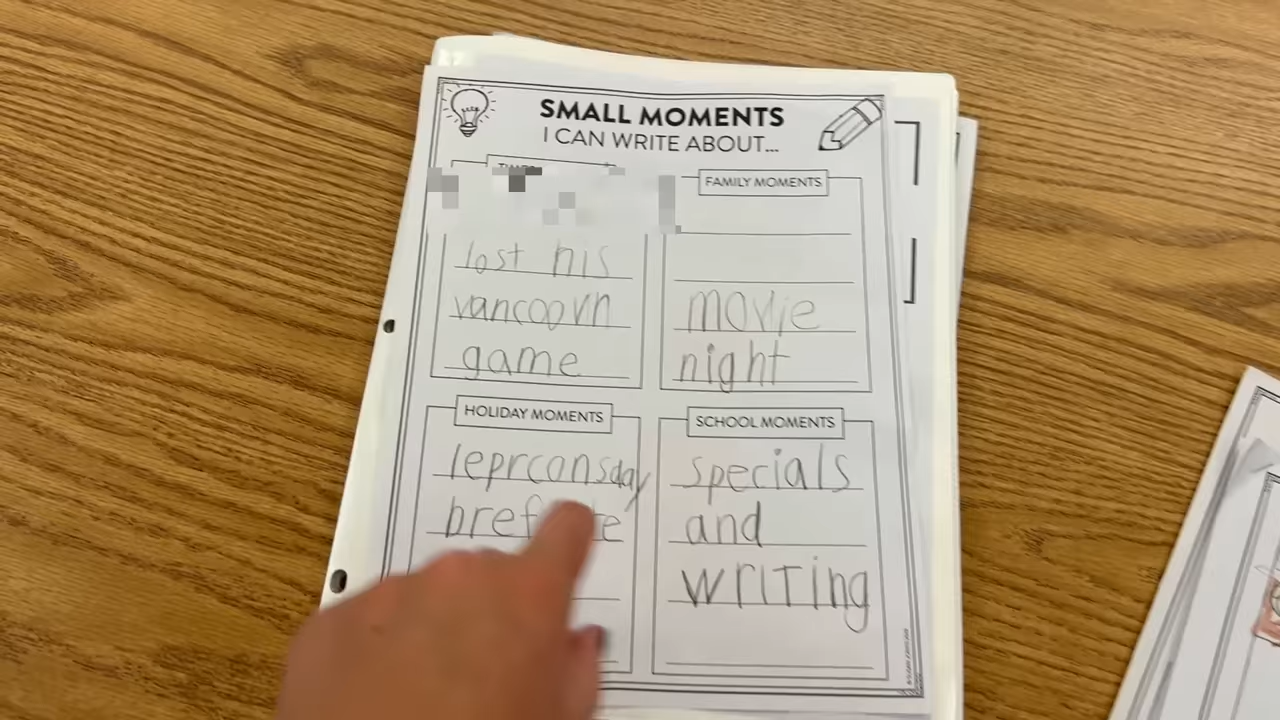 SMALL MOMENTS
I CAN WRITE ABOUT...
lost his
vancoovn
game
FAMILY MOMENTS
movie
night
HOLIDAY MOMENTS
leprconsday
SCHOOL MOMENTS
specials
and
writing